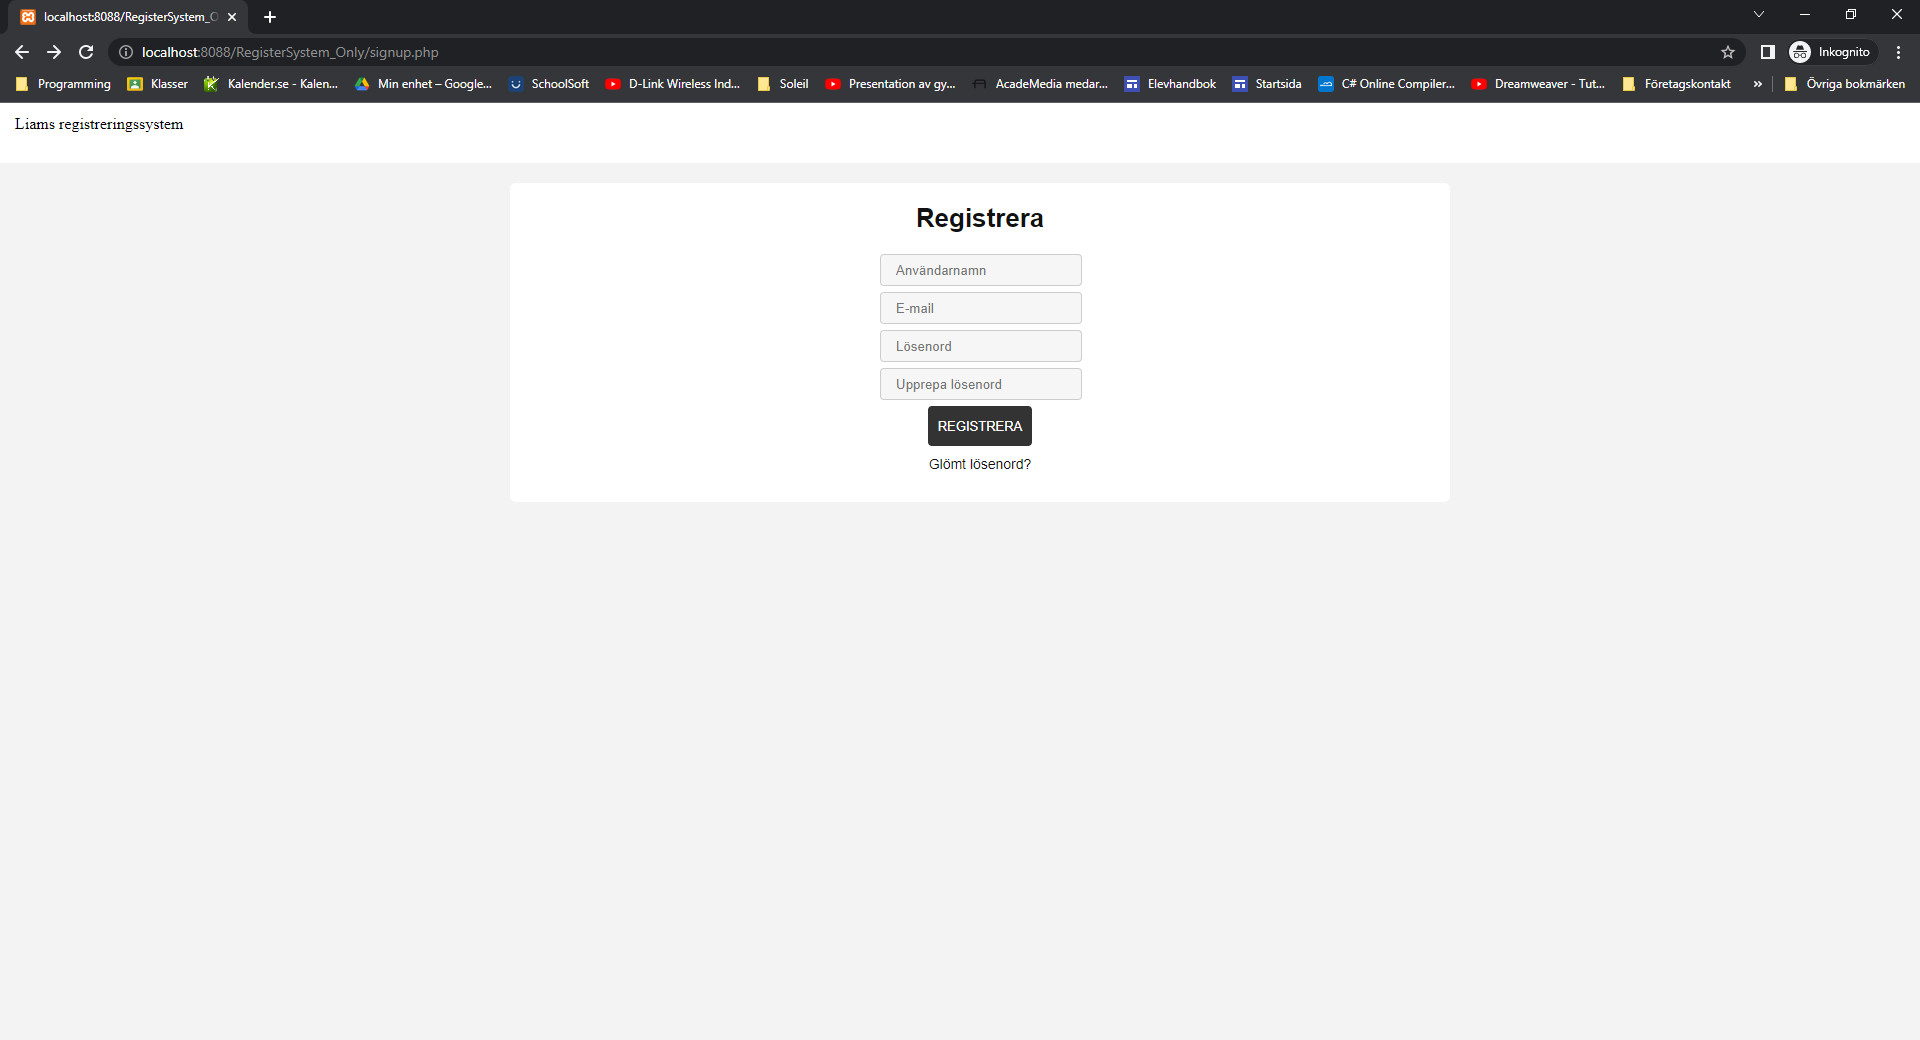 localhost:8088/RegisterSystem_O
localhost:8088/RegisterSystem_Only/signup.php
Inkognito
Programming
Klasser
Kalender.se - Kalen...
Min enhet – Google...
SchoolSoft
D-Link Wireless Ind...
Soleil
Presentation av gy...
AcadeMedia medar...
Elevhandbok
Startsida
C# Online Compiler...
Dreamweaver - Tut...
Företagskontakt
»
Övriga bokmärken
Liams registreringssystem
Registrera
Användarnamn
E-mail
Lösenord
Upprepa lösenord
REGISTRERA
Glömt lösenord?